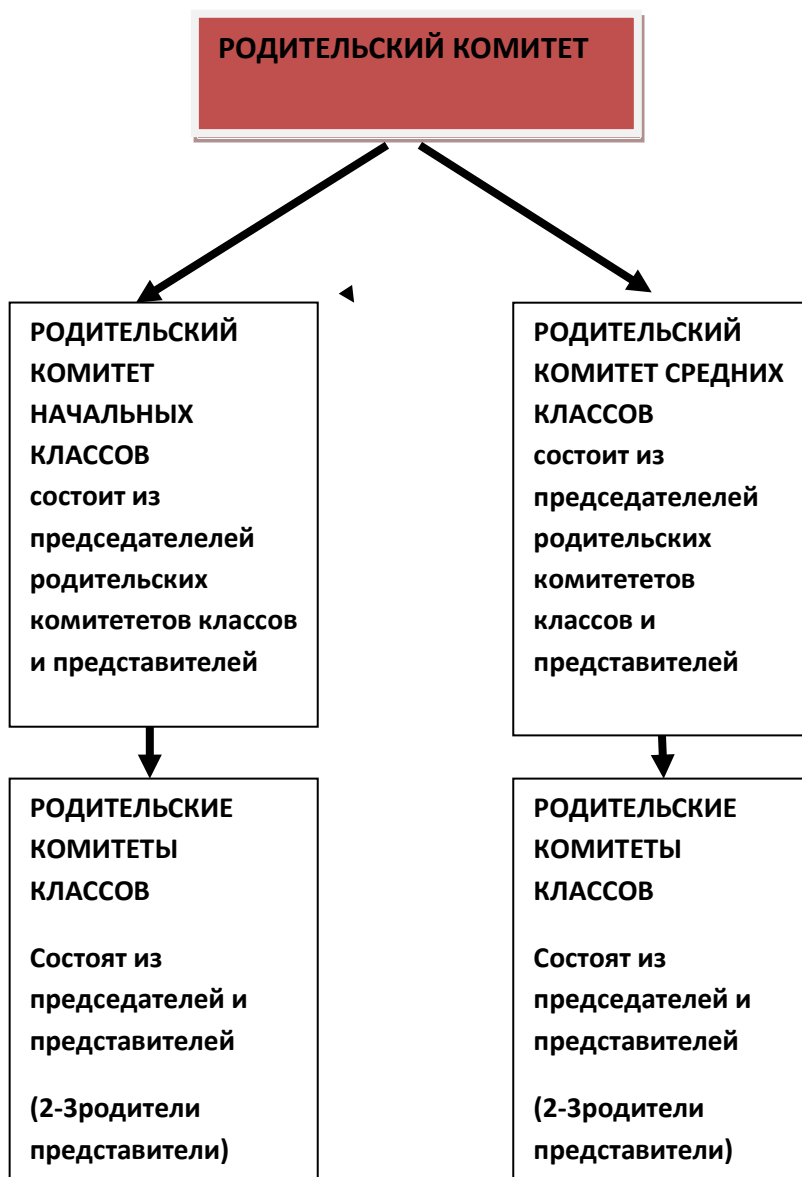 РОДИТЕЛЬСКИЙ КОМИТЕТ
РОДИТЕЛЬСКИЙ
КОМИТЕТ
НАЧАЛЬНЫХ
КЛАССОВ
состоит из
председателелей
родительских
комитететов классов
и представителей
РОДИТЕЛЬСКИЙ
КОМИТЕТ СРЕДНИХ
КЛАССОВ
состоит из
председателелей
родительских
комитететов
классов и
представителей
РОДИТЕЛЬСКИЕ
КОМИТЕТЫ
КЛАССОВ
Состоят из
председателей и
представителей
(2-3родители
представители)
РОДИТЕЛЬСКИЕ
КОМИТЕТЫ
КЛАССОВ
Состоят из
председателей и
представителей
(2-3родители
представители)